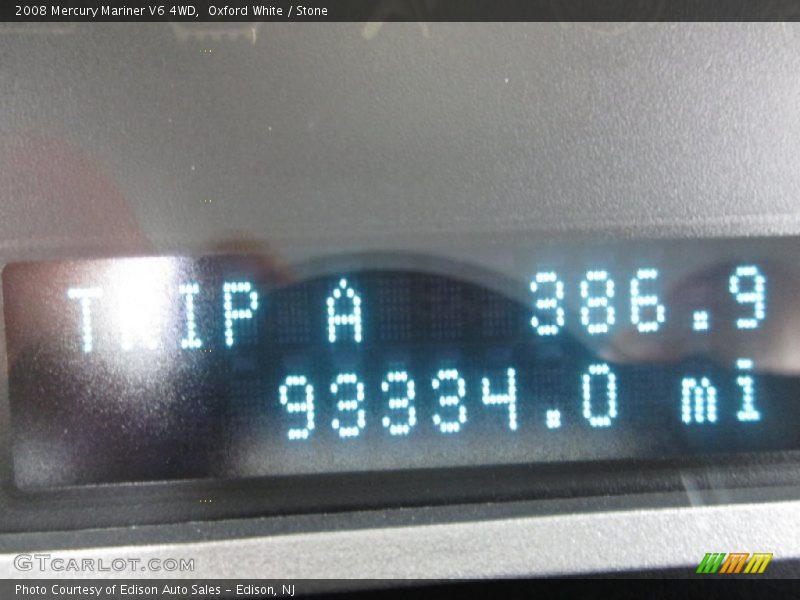 2008 Mercury Mariner V6 4WD, Oxford White / Stone
TRIP A 386.9
93334.0 mi
GTCARLOT.COM
Photo Courtesy of Edison Auto Sales – Edison, NJ